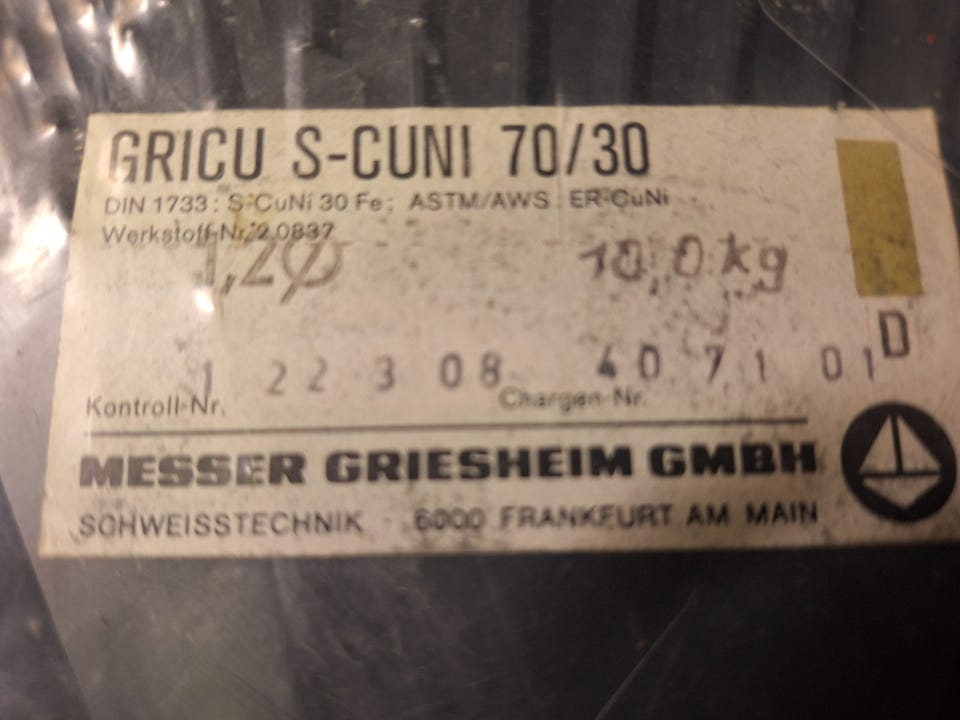 GRICU S-CUNI 70/30
DIN 1733: S-CuNi 30 Fe; ASTM/AWS ER-CuNi
Werkstoff-Nr. 2.0837
1,2Ø 10,0 kg
D
1 22 3 08 40 71 01
Kontroll-Nr. Chargen-Nr.
MESSER GRIESHEIM GMBH
SCHWEISSTECHNIK 6000 FRANKFURT AM MAIN